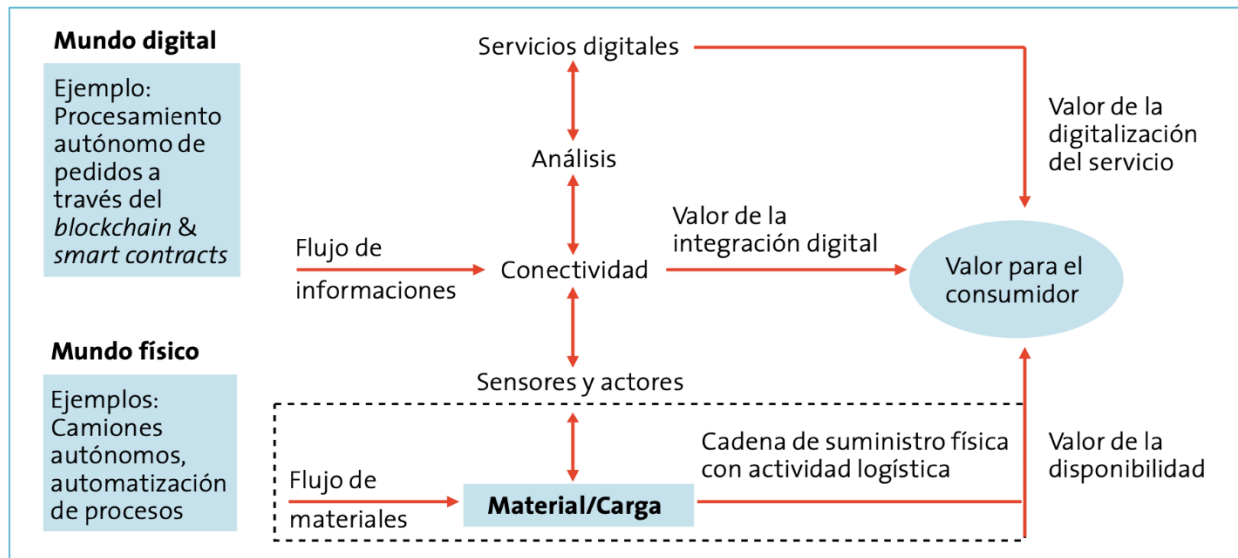 Mundo digital
Ejemplo:
Procesamiento
autónomo de
pedidos a
través del
blockchain &
smart contracts
Mundo físico
Ejemplos:
Camiones
autónomos,
automatización
de procesos
Servicios digitales
Análisis
Flujo de
informaciones
Conectividad
Valor de la
integración digital
Sensores y actores
Flujo de
materiales
Material/Carga
Cadena de suministro física
con actividad logística
Valor de la
digitalización
del servicio
Valor para el
consumidor
Valor de la
disponibilidad